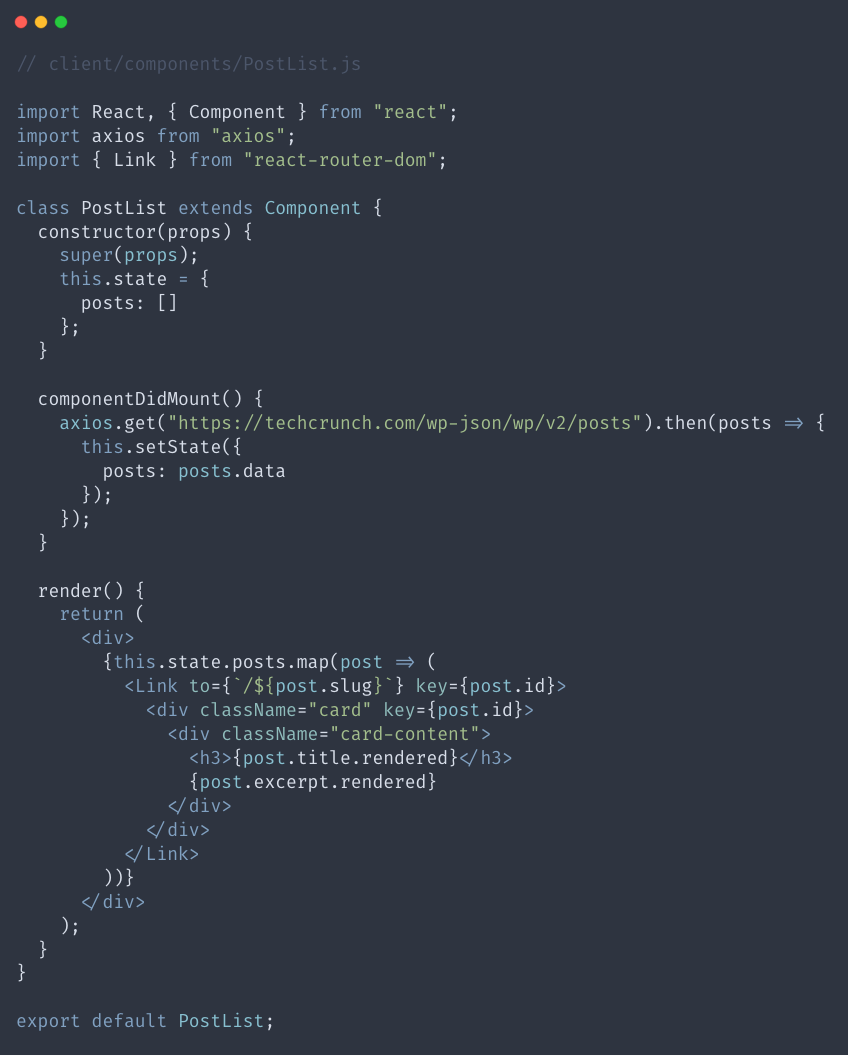 // client/components/PostList.js

import React, { Component } from "react";
import axios from "axios";
import { Link } from "react-router-dom";

class PostList extends Component {
  constructor(props) {
    super(props);
    this.state = {
      posts: []
    };
  }

  componentDidMount() {
    axios.get("https://techcrunch.com/wp-json/wp/v2/posts").then(posts => {
      this.setState({
        posts: posts.data
      });
    });
  }

  render() {
    return (
      <div>
        {this.state.posts.map(post => (
          <Link to={`/${post.slug}`} key={post.id}>
            <div className="card" key={post.id}>
              <div className="card-content">
                <h3>{post.title.rendered}</h3>
                {post.excerpt.rendered}
              </div>
            </div>
          </Link>
        ))}
      </div>
    );
  }
}

export default PostList;